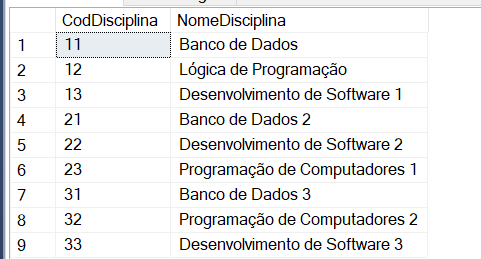 CodDisciplina NomeDisciplina
1 11 Banco de Dados
2 12 Lógica de Programação
3 13 Desenvolvimento de Software 1
4 21 Banco de Dados 2
5 22 Desenvolvimento de Software 2
6 23 Programação de Computadores 1
7 31 Banco de Dados 3
8 32 Programação de Computadores 2
9 33 Desenvolvimento de Software 3